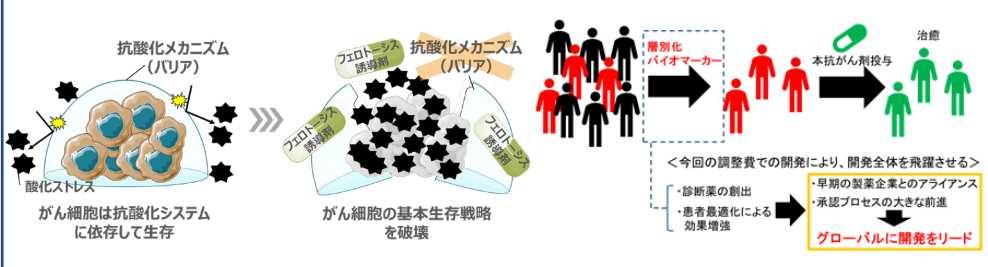 抗酸化メカニズム
（バリア）
酸化ストレス
がん細胞は抗酸化システム
に依存して生存
フェロトーシス
誘導剤
抗酸化メカニズム
（バリア）
フェロトーシス
誘導剤
フェロトーシス
誘導剤
がん細胞の基本生存戦略
を破壊
層別化
バイオマーカー
本抗がん剤投与
治癒
＜今回の調整費での開発により、開発全体を飛躍させる＞
・診断薬の創出
・患者最適化による
効果増強
・早期の製薬企業とのアライアンス
・承認プロセスの大きな前進
グローバルに開発をリード